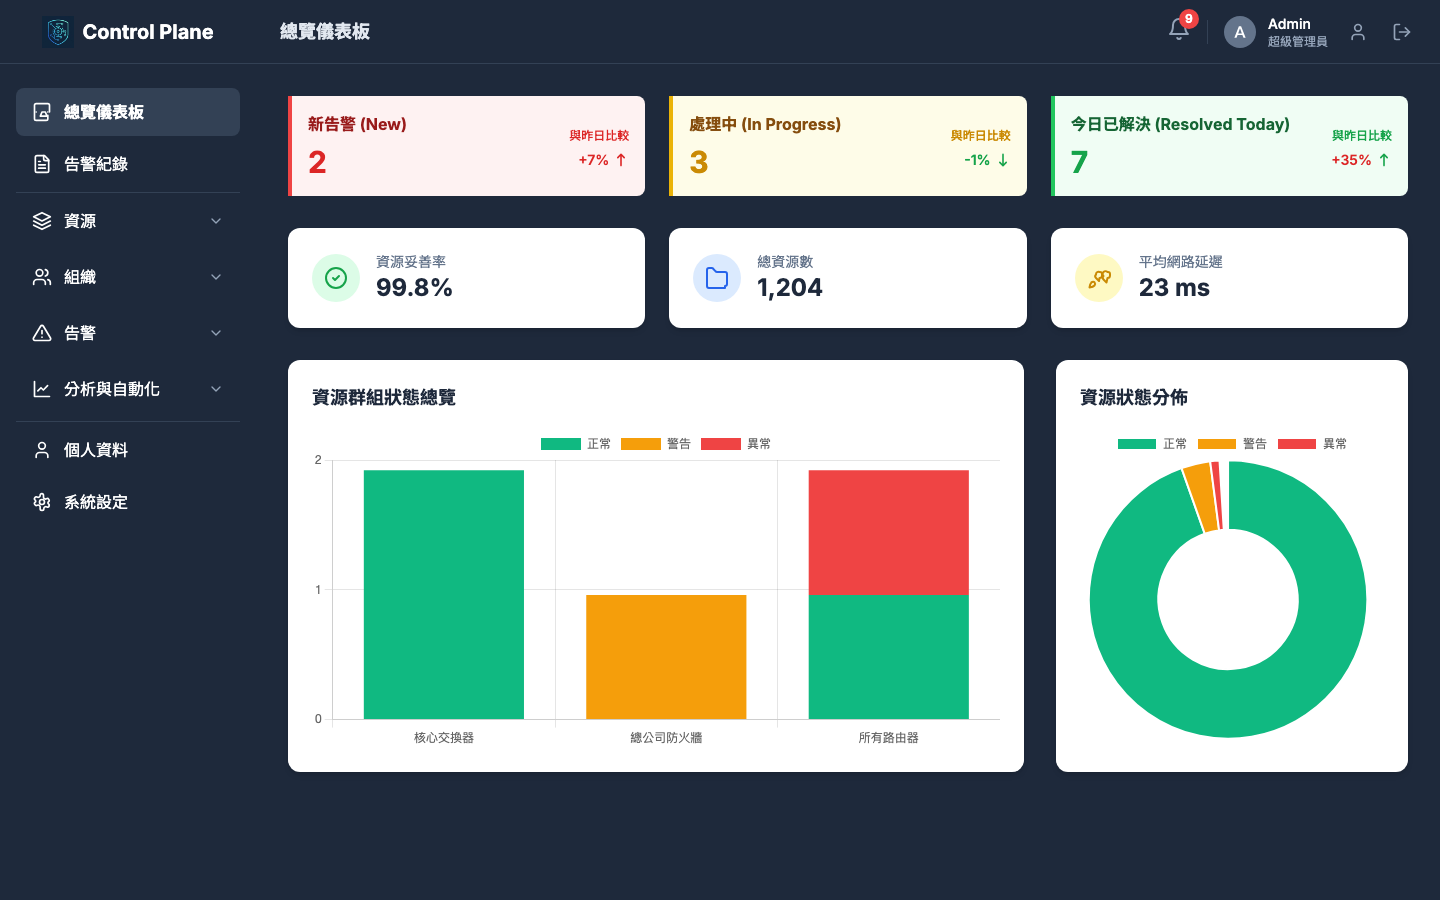 Control Plane
總覽儀表板
9
A
Admin
超級管理員
總覽儀表板
告警紀錄
資源
組織
告警
分析與自動化
個人資料
系統設定
新告警 (New)
2
與昨日比較
+7% ↑
處理中 (In Progress)
3
與昨日比較
-1% ↓
今日已解決 (Resolved Today)
7
與昨日比較
+35% ↑
資源妥善率
99.8%
總資源數
1,204
平均網路延遲
23 ms
資源群組狀態總覽
正常 警告 異常
2
1
0
核心交換器 總公司防火牆 所有路由器
資源狀態分佈
正常 警告 異常